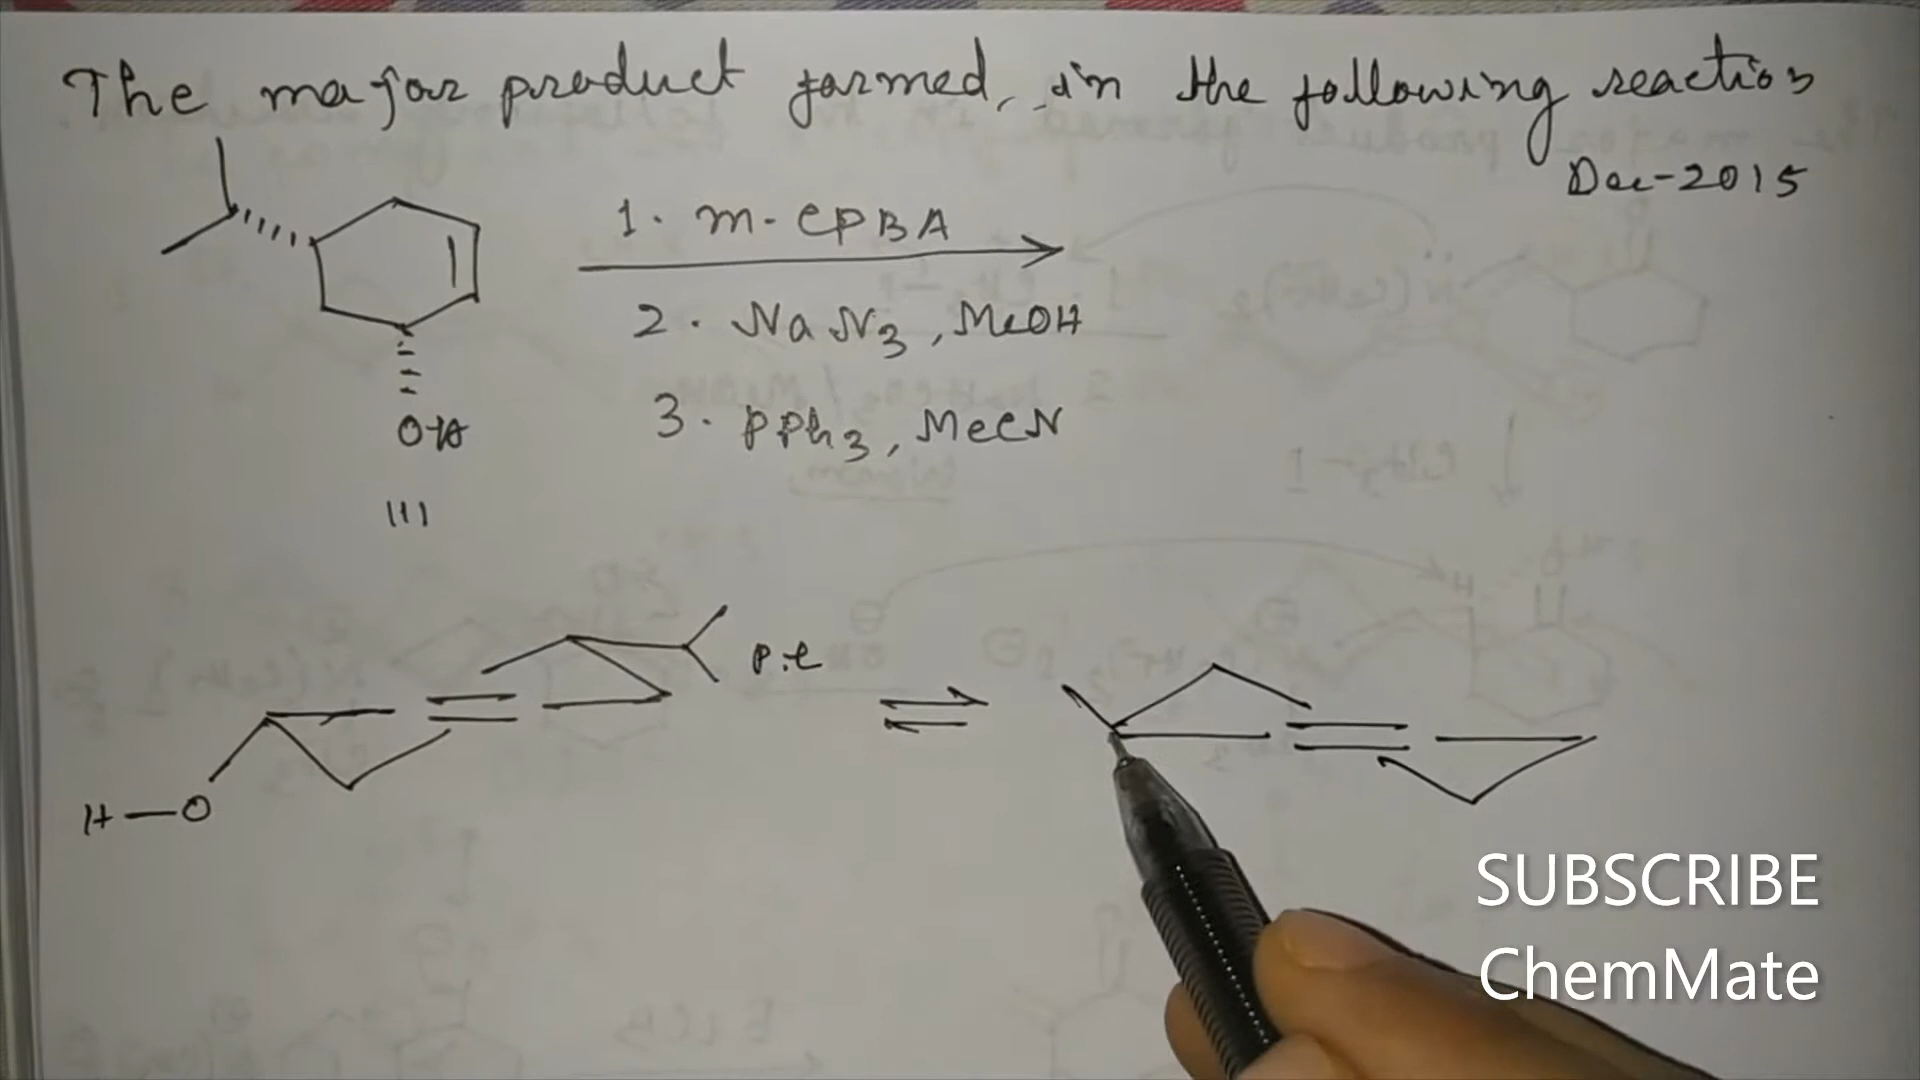 The major product formed, in the following reaction
Dec-2015
1. m-CPBA
2. NaN3, MeOH
3. PPh3, MeCN
OH
H-O
SUBSCRIBE
ChemMate